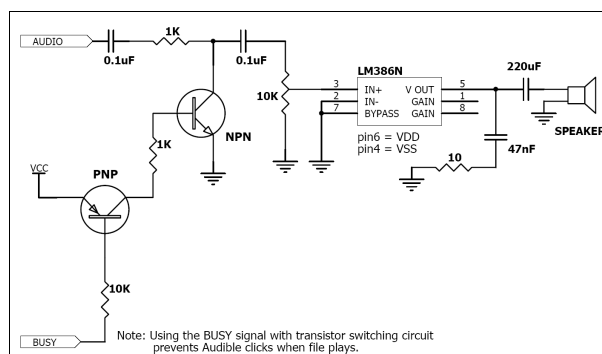 AUDIO
1K
0.1uF
0.1uF
LM386N
220uF
10K
3 IN+ V OUT 5
2 IN- GAIN 1
7 BYPASS GAIN 8
NPN
pin6 = VDD
pin4 = VSS
SPEAKER
1K
10
47nF
VCC
PNP
10K
BUSY
Note: Using the BUSY signal with transistor switching circuit
prevents Audible clicks when file plays.